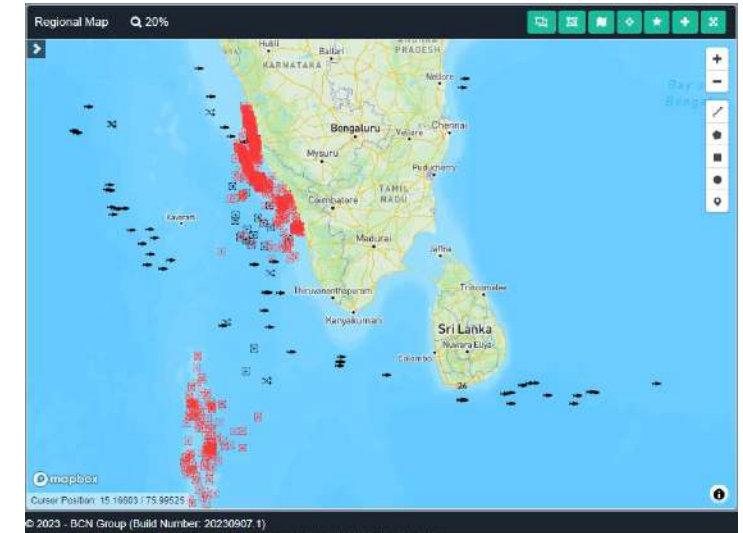 Regional Map 20%
Hubli
Ballari
ANDHRA
PRADESH
KARNATAKA
Nellore
Bay of
Bengal
Bengaluru
Vellore
Chennai
Mysuru
Puducherry
TAMIL
NADU
Coimbatore
Kavaratti
Madurai
Jaffna
Thiruvananthapuram
Trincomalee
Kanyakumari
Sri Lanka
Nuwara Eliya
Colombo
26
mapbox
Cursor Position: 15.16603 / 75.99525
© 2023 - BCN Group (Build Number: 20230907.1)